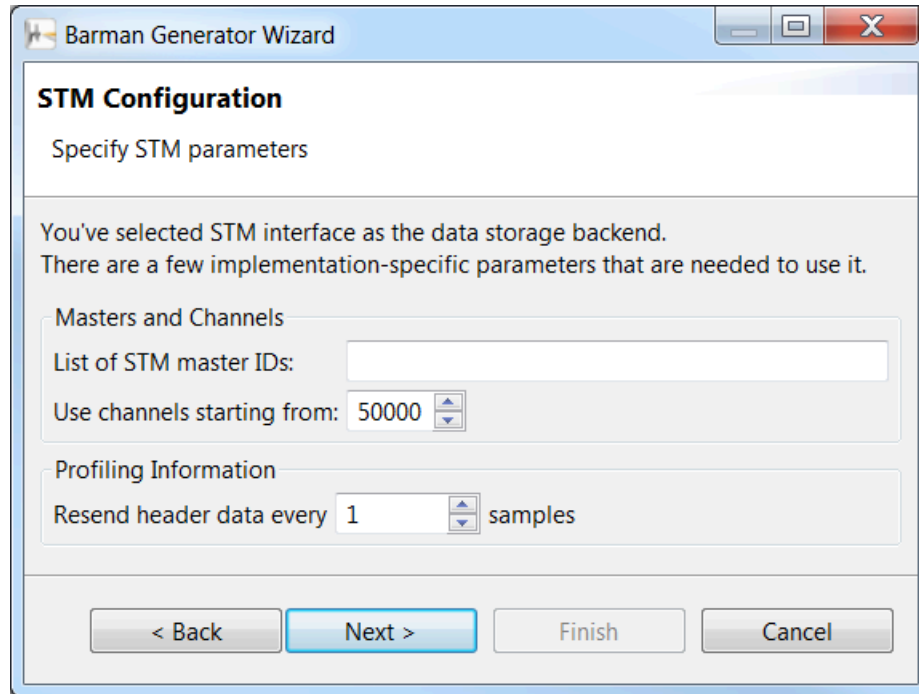 Barman Generator Wizard
STM Configuration
Specify STM parameters
You've selected STM interface as the data storage backend.
There are a few implementation-specific parameters that are needed to use it.
Masters and Channels
List of STM master IDs:
Use channels starting from: 50000
Profiling Information
Resend header data every 1 samples
< Back Next > Finish Cancel